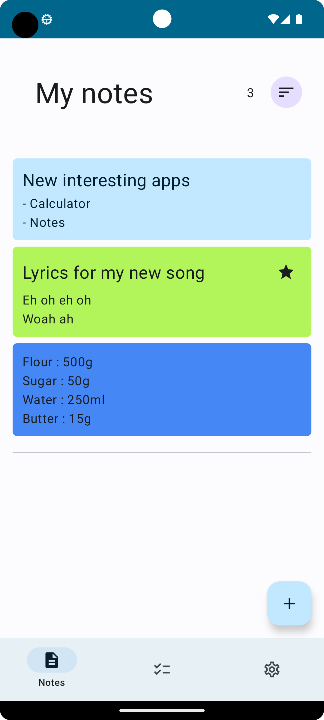 My notes
3
New interesting apps
- Calculator
- Notes
Lyrics for my new song
Eh oh eh oh
Woah ah
Flour : 500g
Sugar : 50g
Water : 250ml
Butter : 15g
Notes